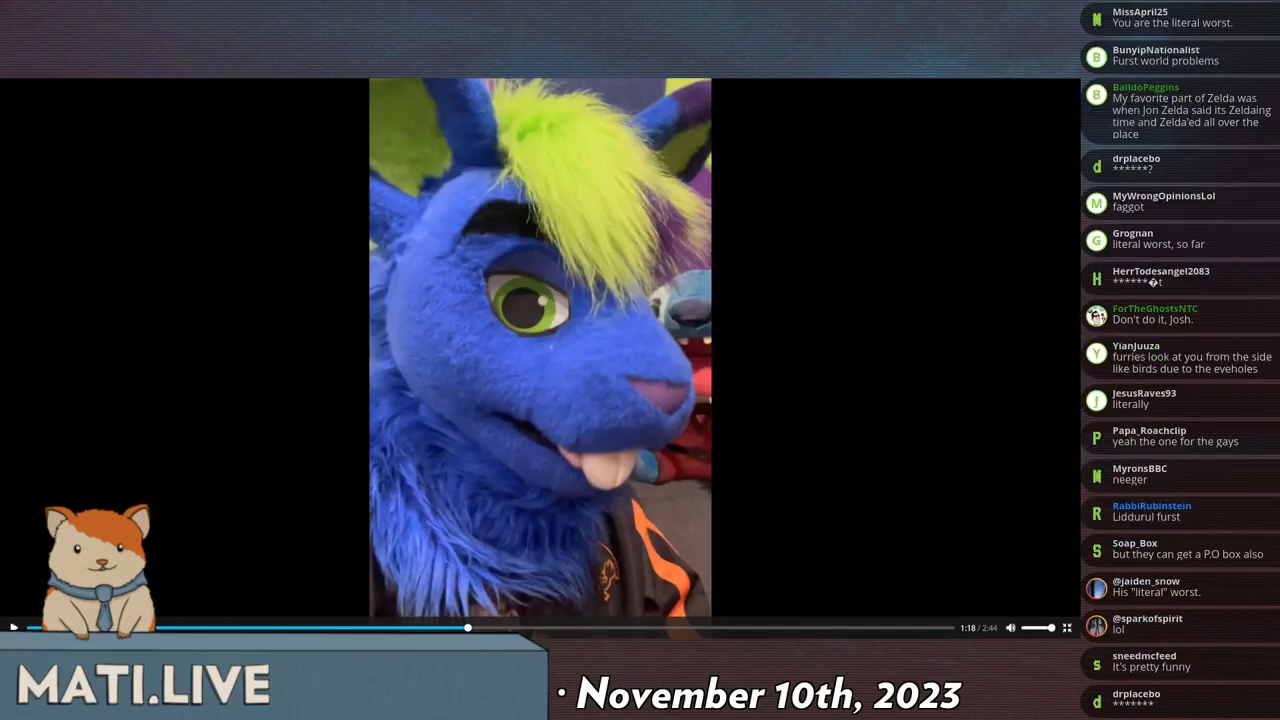 MissApril25
You are the literal worst.
BunyipNationalist
Furst world problems
BalldoPeggins
My favorite part of Zelda was
when Jon Zelda said its Zeldaing
time and Zelda'ed all over the
place
drplacebo
******?
MyWrongOpinionsLol
faggot
Grognan
literal worst, so far
HerrTodesangel2083
******�t
ForTheGhostsNTC
Don't do it, Josh.
YianJuuza
furries look at you from the side
like birds due to the eyeholes
JesusRaves93
literally
Papa_Roachclip
yeah the one for the gays
MyronsBBC
neeger
RabbiRubinstein
Liddurul furst
Soap_Box
but they can get a P.O box also
@jaiden_snow
His "literal" worst.
@sparkofspirit
lol
sneedmcfeed
It's pretty funny
drplacebo
*******
1:18 / 2:44
MATI.LIVE
· November 10th, 2023